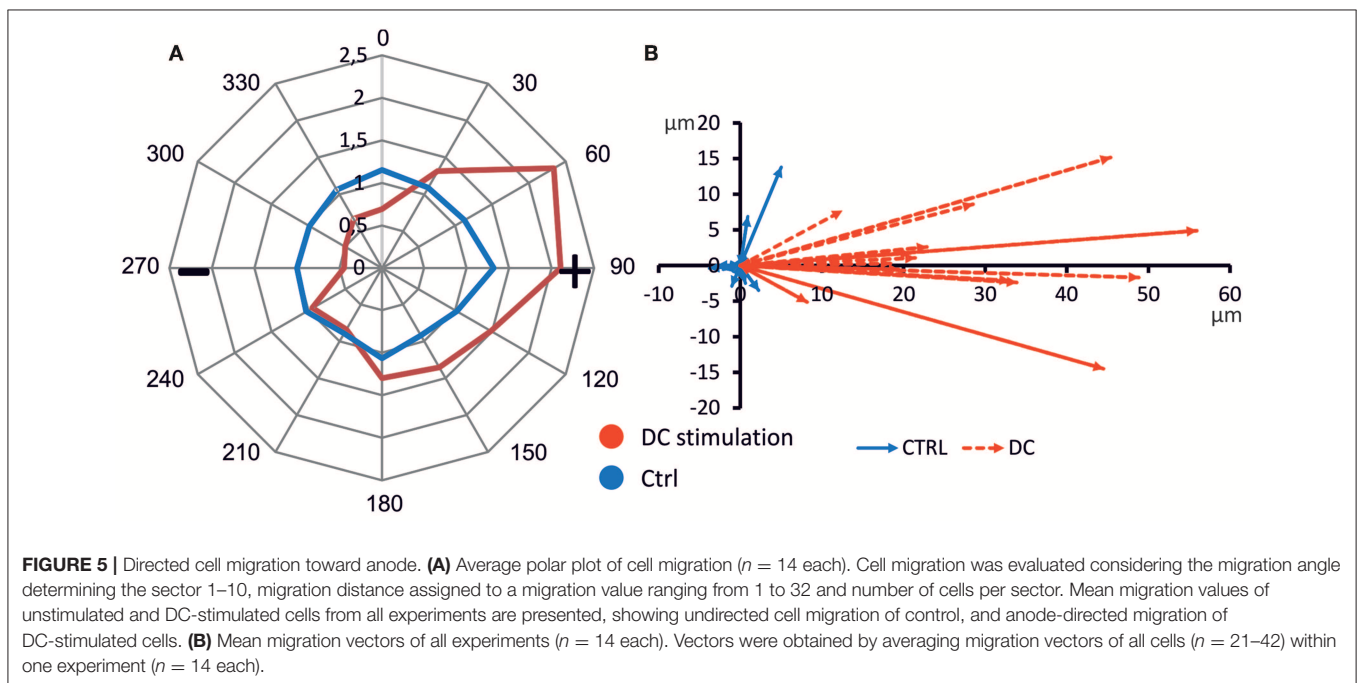 A
0
30
60
90
120
150
180
210
240
270
300
330
2,5
2
1,5
1
0,5
0
−
+
DC stimulation
Ctrl
B
µm
20
15
10
5
0
-5
-10
-15
-20
-10 0 10 20 30 40 50 60
µm
CTRL DC
FIGURE 5 | Directed cell migration toward anode. (A) Average polar plot of cell migration (n = 14 each). Cell migration was evaluated considering the migration angle
determining the sector 1–10, migration distance assigned to a migration value ranging from 1 to 32 and number of cells per sector. Mean migration values of
unstimulated and DC-stimulated cells from all experiments are presented, showing undirected cell migration of control, and anode-directed migration of
DC-stimulated cells. (B) Mean migration vectors of all experiments (n = 14 each). Vectors were obtained by averaging migration vectors of all cells (n = 21–42) within
one experiment (n = 14 each).